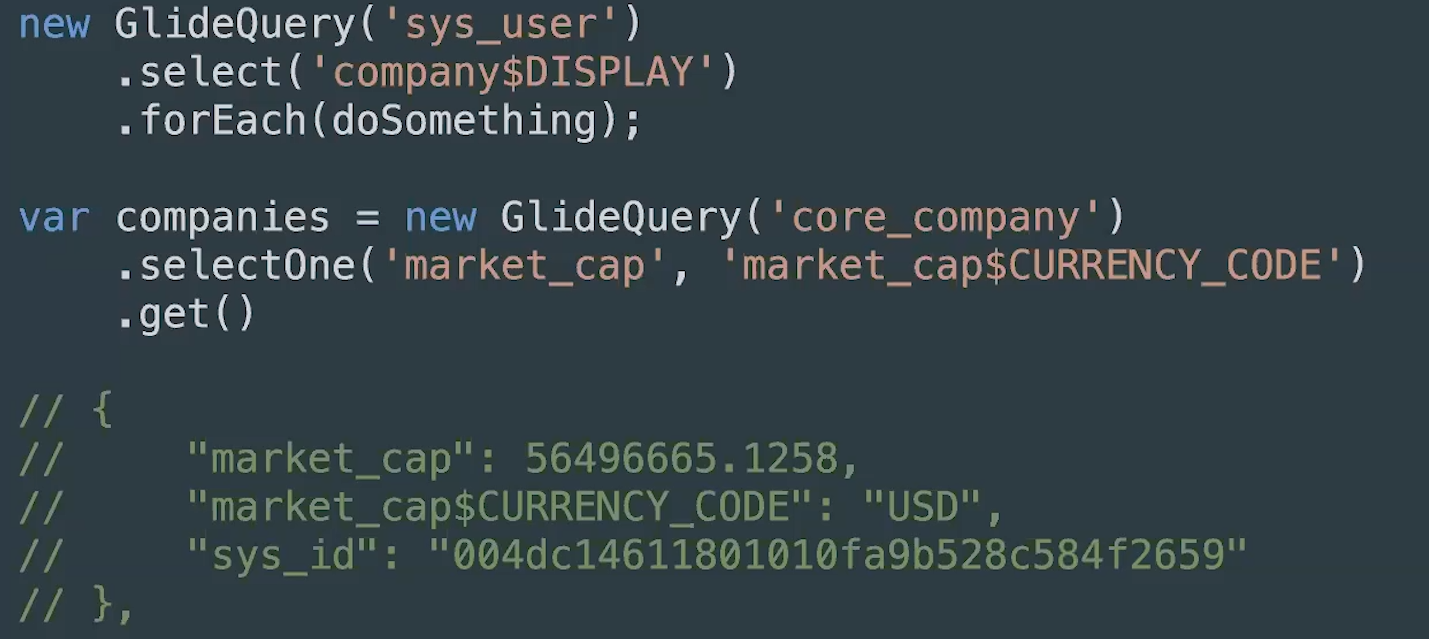 new GlideQuery('sys_user')
    .select('company$DISPLAY')
    .forEach(doSomething);

var companies = new GlideQuery('core_company')
    .selectOne('market_cap', 'market_cap$CURRENCY_CODE')
    .get()

// {
//     "market_cap": 56496665.1258,
//     "market_cap$CURRENCY_CODE": "USD",
//     "sys_id": "004dc14611801010fa9b528c584f2659"
// },